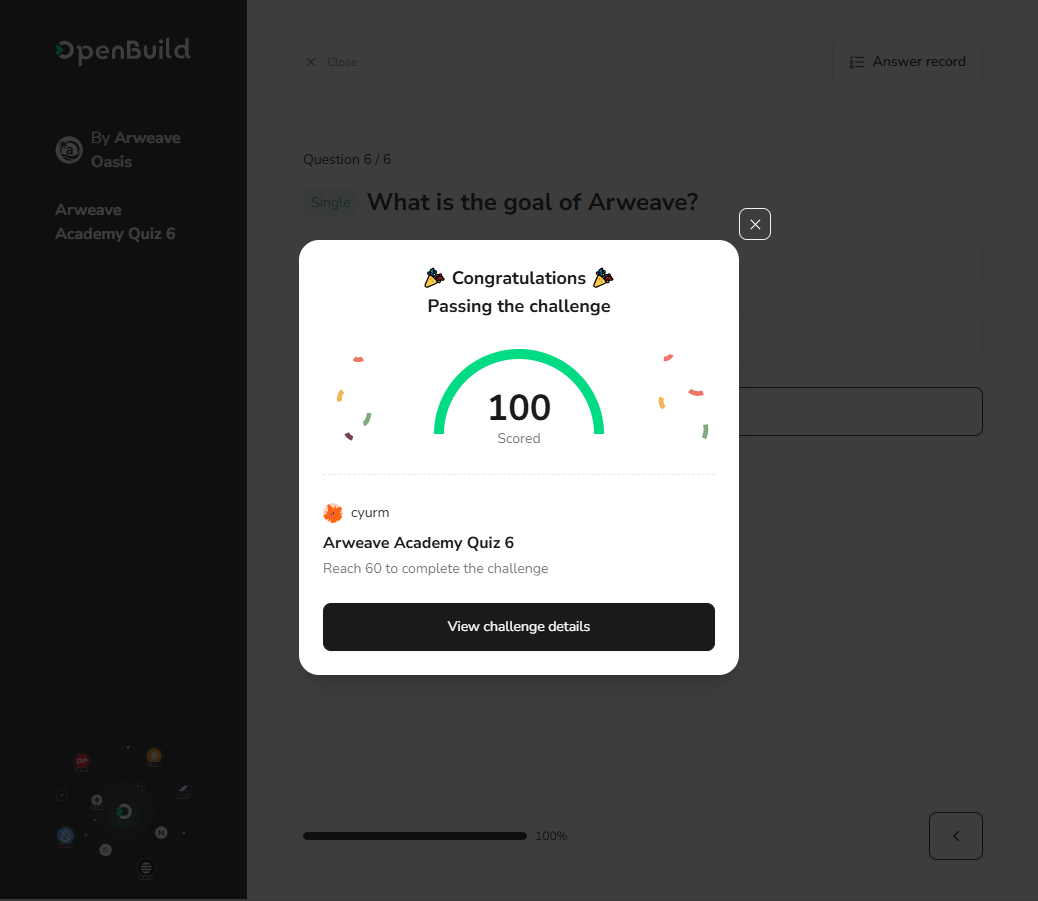 OpenBuild
By Arweave
Oasis
Arweave
Academy Quiz 6
Close
Answer record
Question 6 / 6
Single What is the goal of Arweave?
Congratulations
Passing the challenge
100
Scored
cyurm
Arweave Academy Quiz 6
Reach 60 to complete the challenge
View challenge details
100%